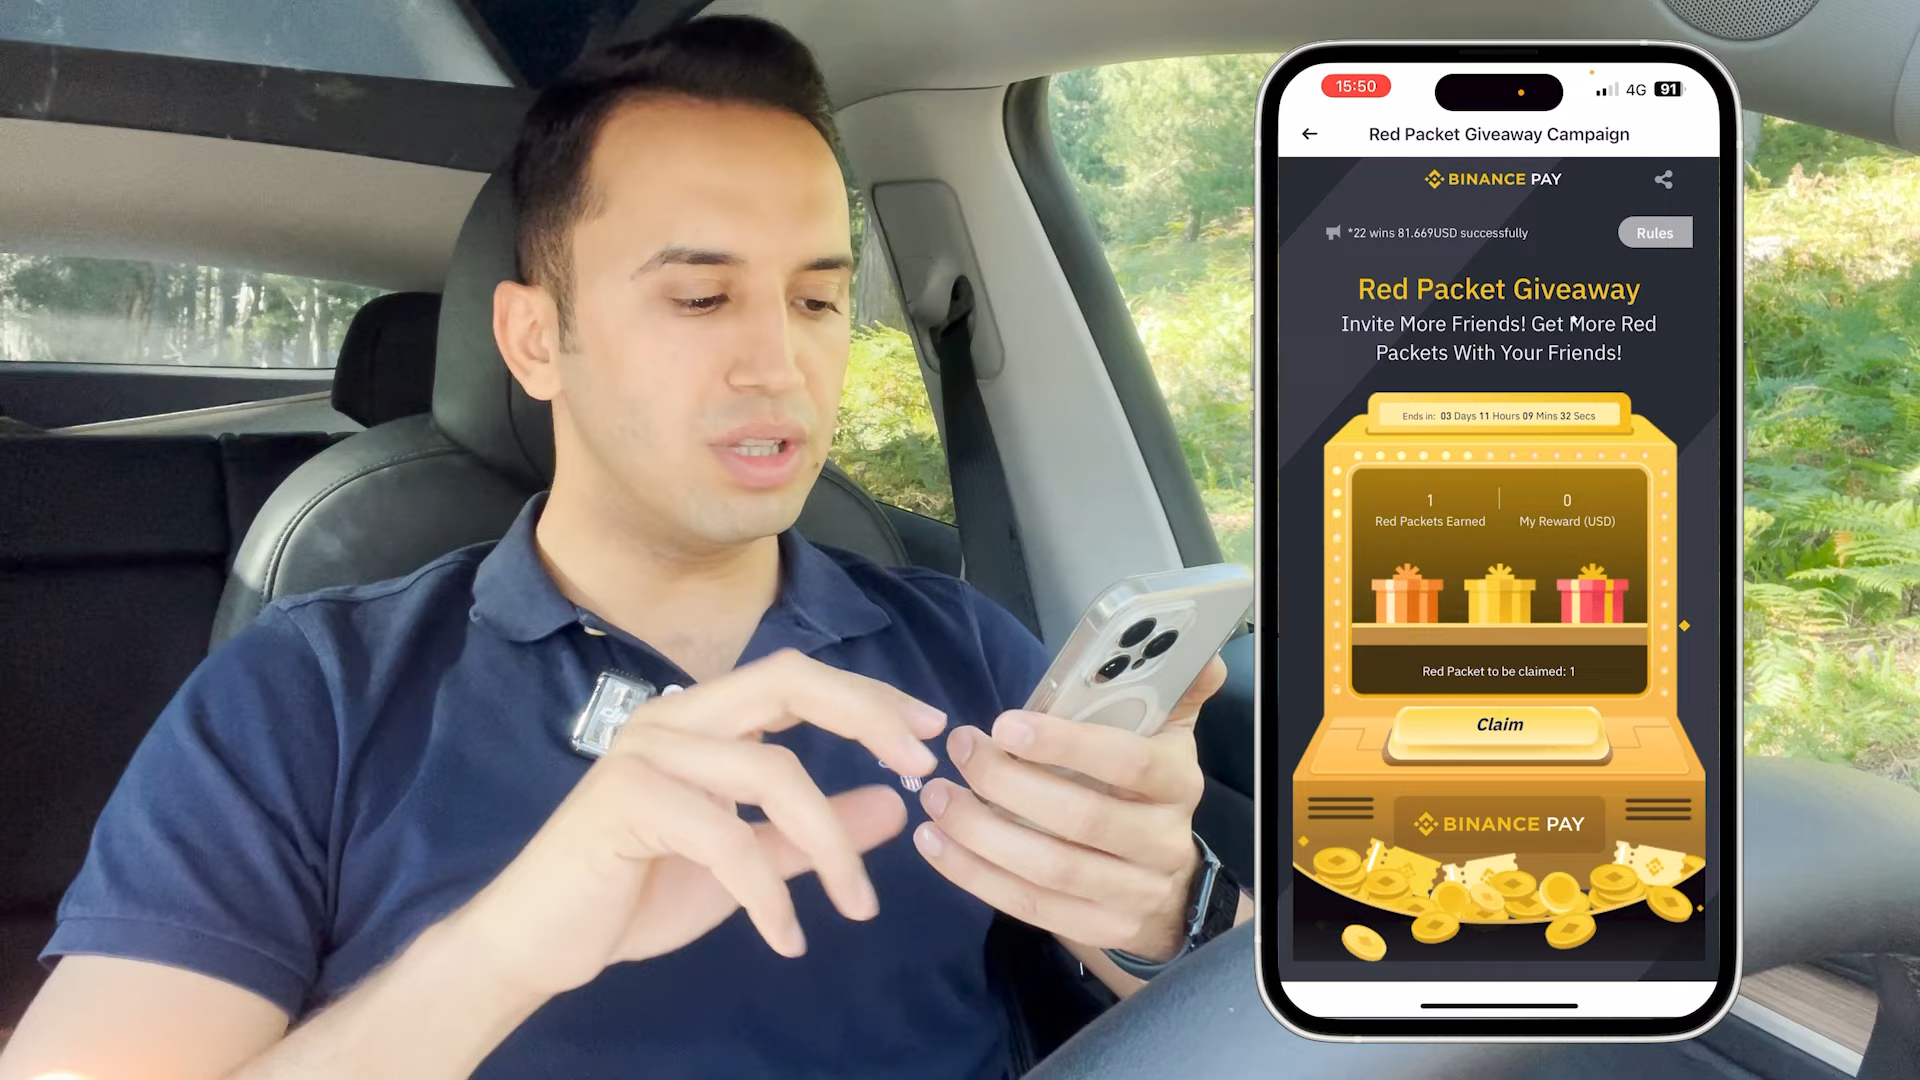 15:50
4G 91
Red Packet Giveaway Campaign
BINANCE PAY
*22 wins 81.669USD successfully
Rules
Red Packet Giveaway
Invite More Friends! Get More Red
Packets With Your Friends!
Ends in: 03 Days 11 Hours 09 Mins 32 Secs
1 0
Red Packets Earned My Reward (USD)
Red Packet to be claimed: 1
Claim
BINANCE PAY